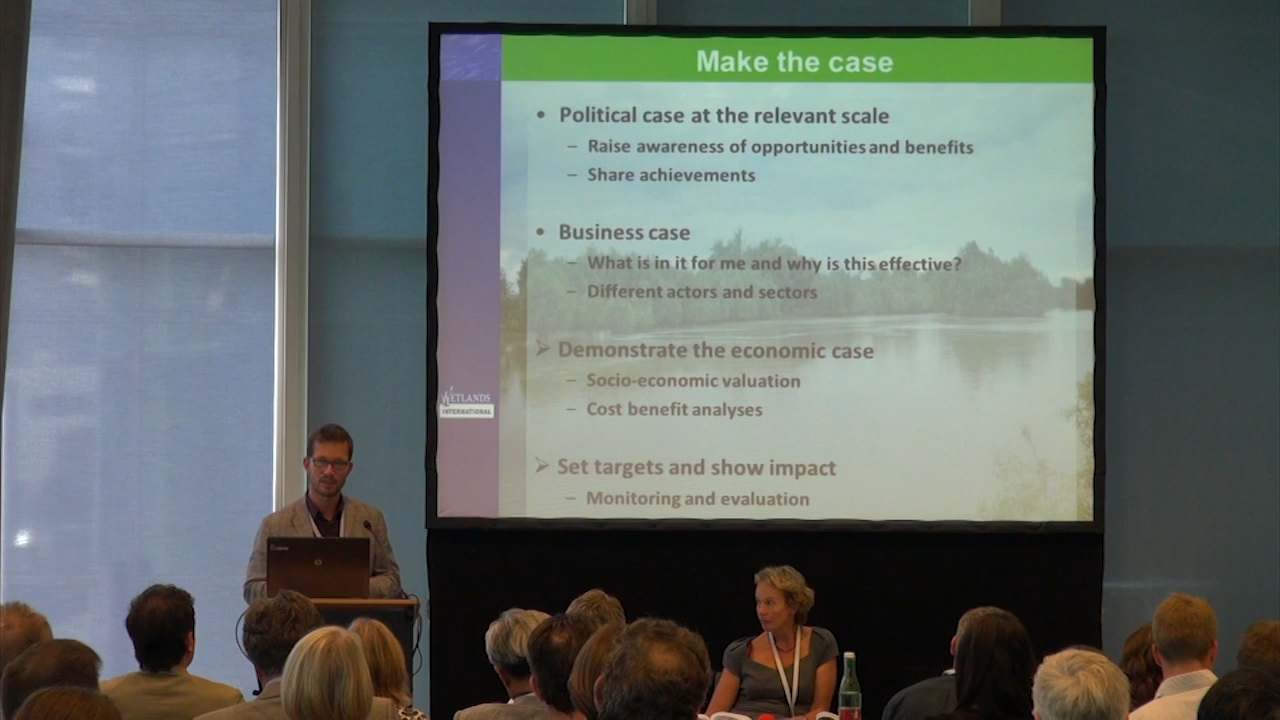 Make the case
• Political case at the relevant scale
– Raise awareness of opportunities and benefits
– Share achievements
• Business case
– What is in it for me and why is this effective?
– Different actors and sectors
➢ Demonstrate the economic case
– Socio-economic valuation
– Cost benefit analyses
WETLANDS
INTERNATIONAL
➢ Set targets and show impact
– Monitoring and evaluation